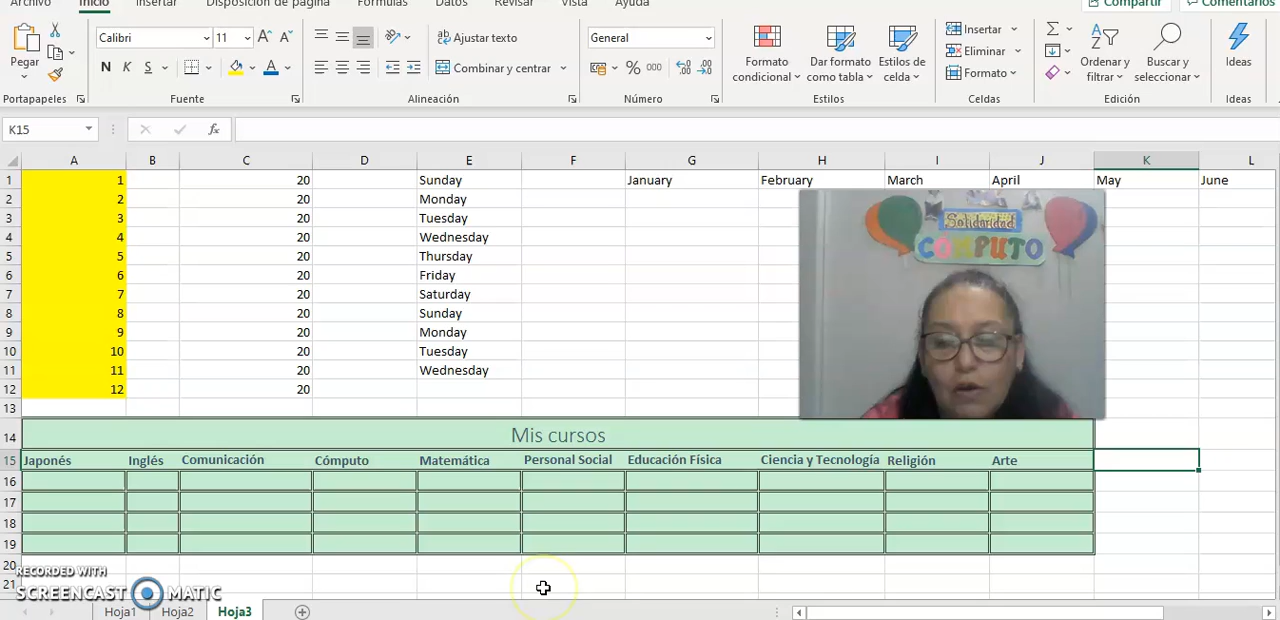 Archivo Inicio Insertar Disposición de página Fórmulas Datos Revisar Vista Ayuda Compartir Comentarios
Calibri 11 Ajustar texto General Insertar
Pegar N K S A Combinar y centrar % 000 Formato condicional Dar formato como tabla Estilos de celda Eliminar Formato Ordenar y filtrar Buscar y seleccionar Ideas
Portapapeles Fuente Alineación Número Estilos Celdas Edición Ideas
K15 fx
A B C D E F G H I J K L
1 1 20 Sunday January February March April May June
2 2 20 Monday
3 3 20 Tuesday
4 4 20 Wednesday
5 5 20 Thursday
6 6 20 Friday
7 7 20 Saturday
8 8 20 Sunday
9 9 20 Monday
10 10 20 Tuesday
11 11 20 Wednesday
12 12 20
Solidaridad
CÓMPUTO
13
14 Mis cursos
15 Japonés Inglés Comunicación Cómputo Matemática Personal Social Educación Física Ciencia y Tecnología Religión Arte
16
17
18
19
20
21
RECORDED WITH
SCREENCAST MATIC
Hoja1 Hoja2 Hoja3